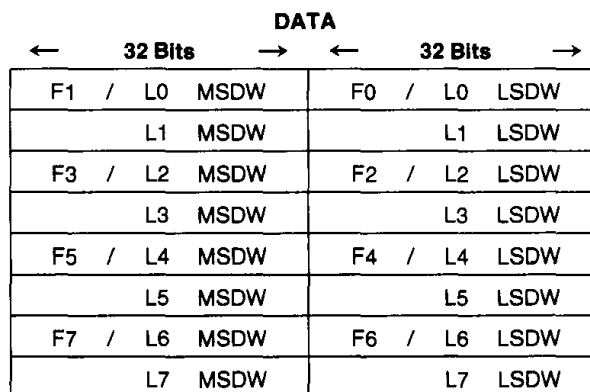 DATA
← 32 Bits → ← 32 Bits →
F1 / L0 MSDW F0 / L0 LSDW
L1 MSDW L1 LSDW
F3 / L2 MSDW F2 / L2 LSDW
L3 MSDW L3 LSDW
F5 / L4 MSDW F4 / L4 LSDW
L5 MSDW L5 LSDW
F7 / L6 MSDW F6 / L6 LSDW
L7 MSDW L7 LSDW